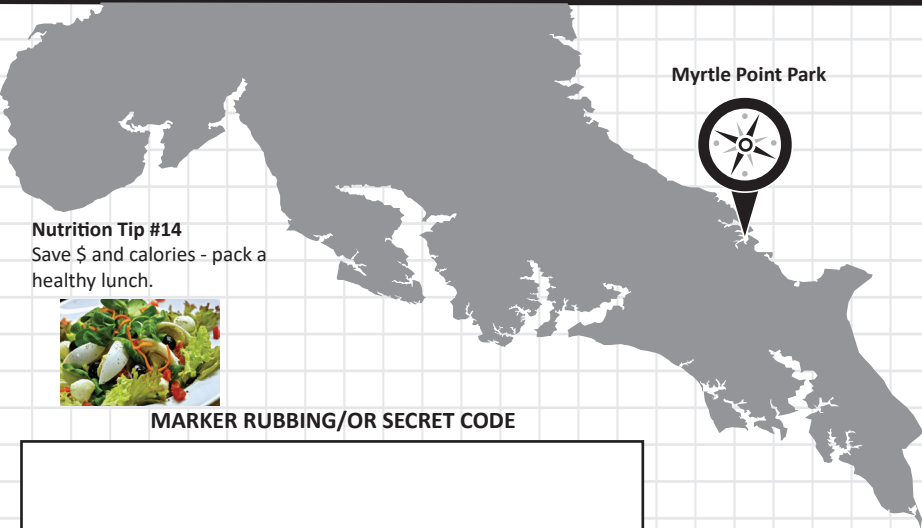 Myrtle Point Park
Nutrition Tip #14
Save $ and calories - pack a
healthy lunch.
MARKER RUBBING/OR SECRET CODE